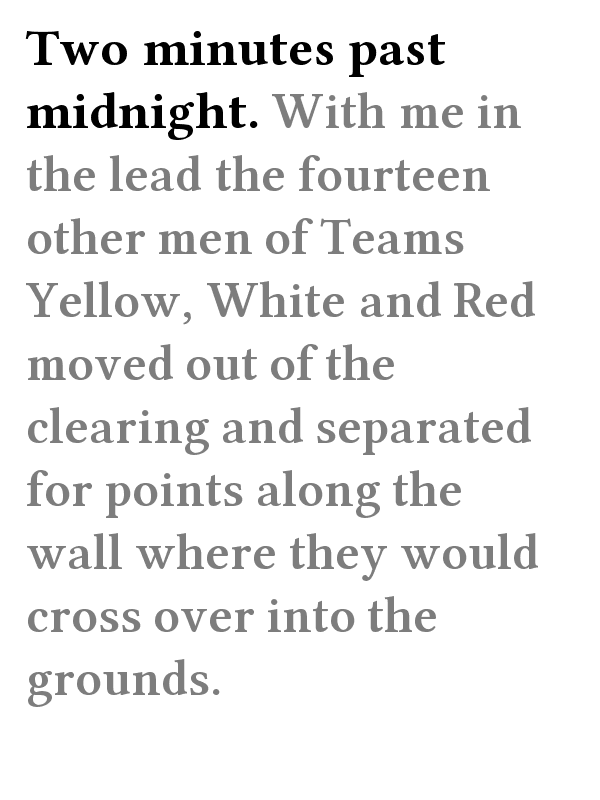 Two minutes past
midnight. With me in
the lead the fourteen
other men of Teams
Yellow, White and Red
moved out of the
clearing and separated
for points along the
wall where they would
cross over into the
grounds.